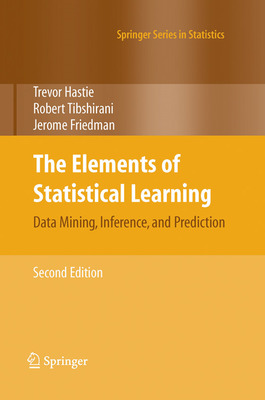 Springer Series in Statistics
Trevor Hastie
Robert Tibshirani
Jerome Friedman
The Elements of
Statistical Learning
Data Mining, Inference, and Prediction
Second Edition
Springer